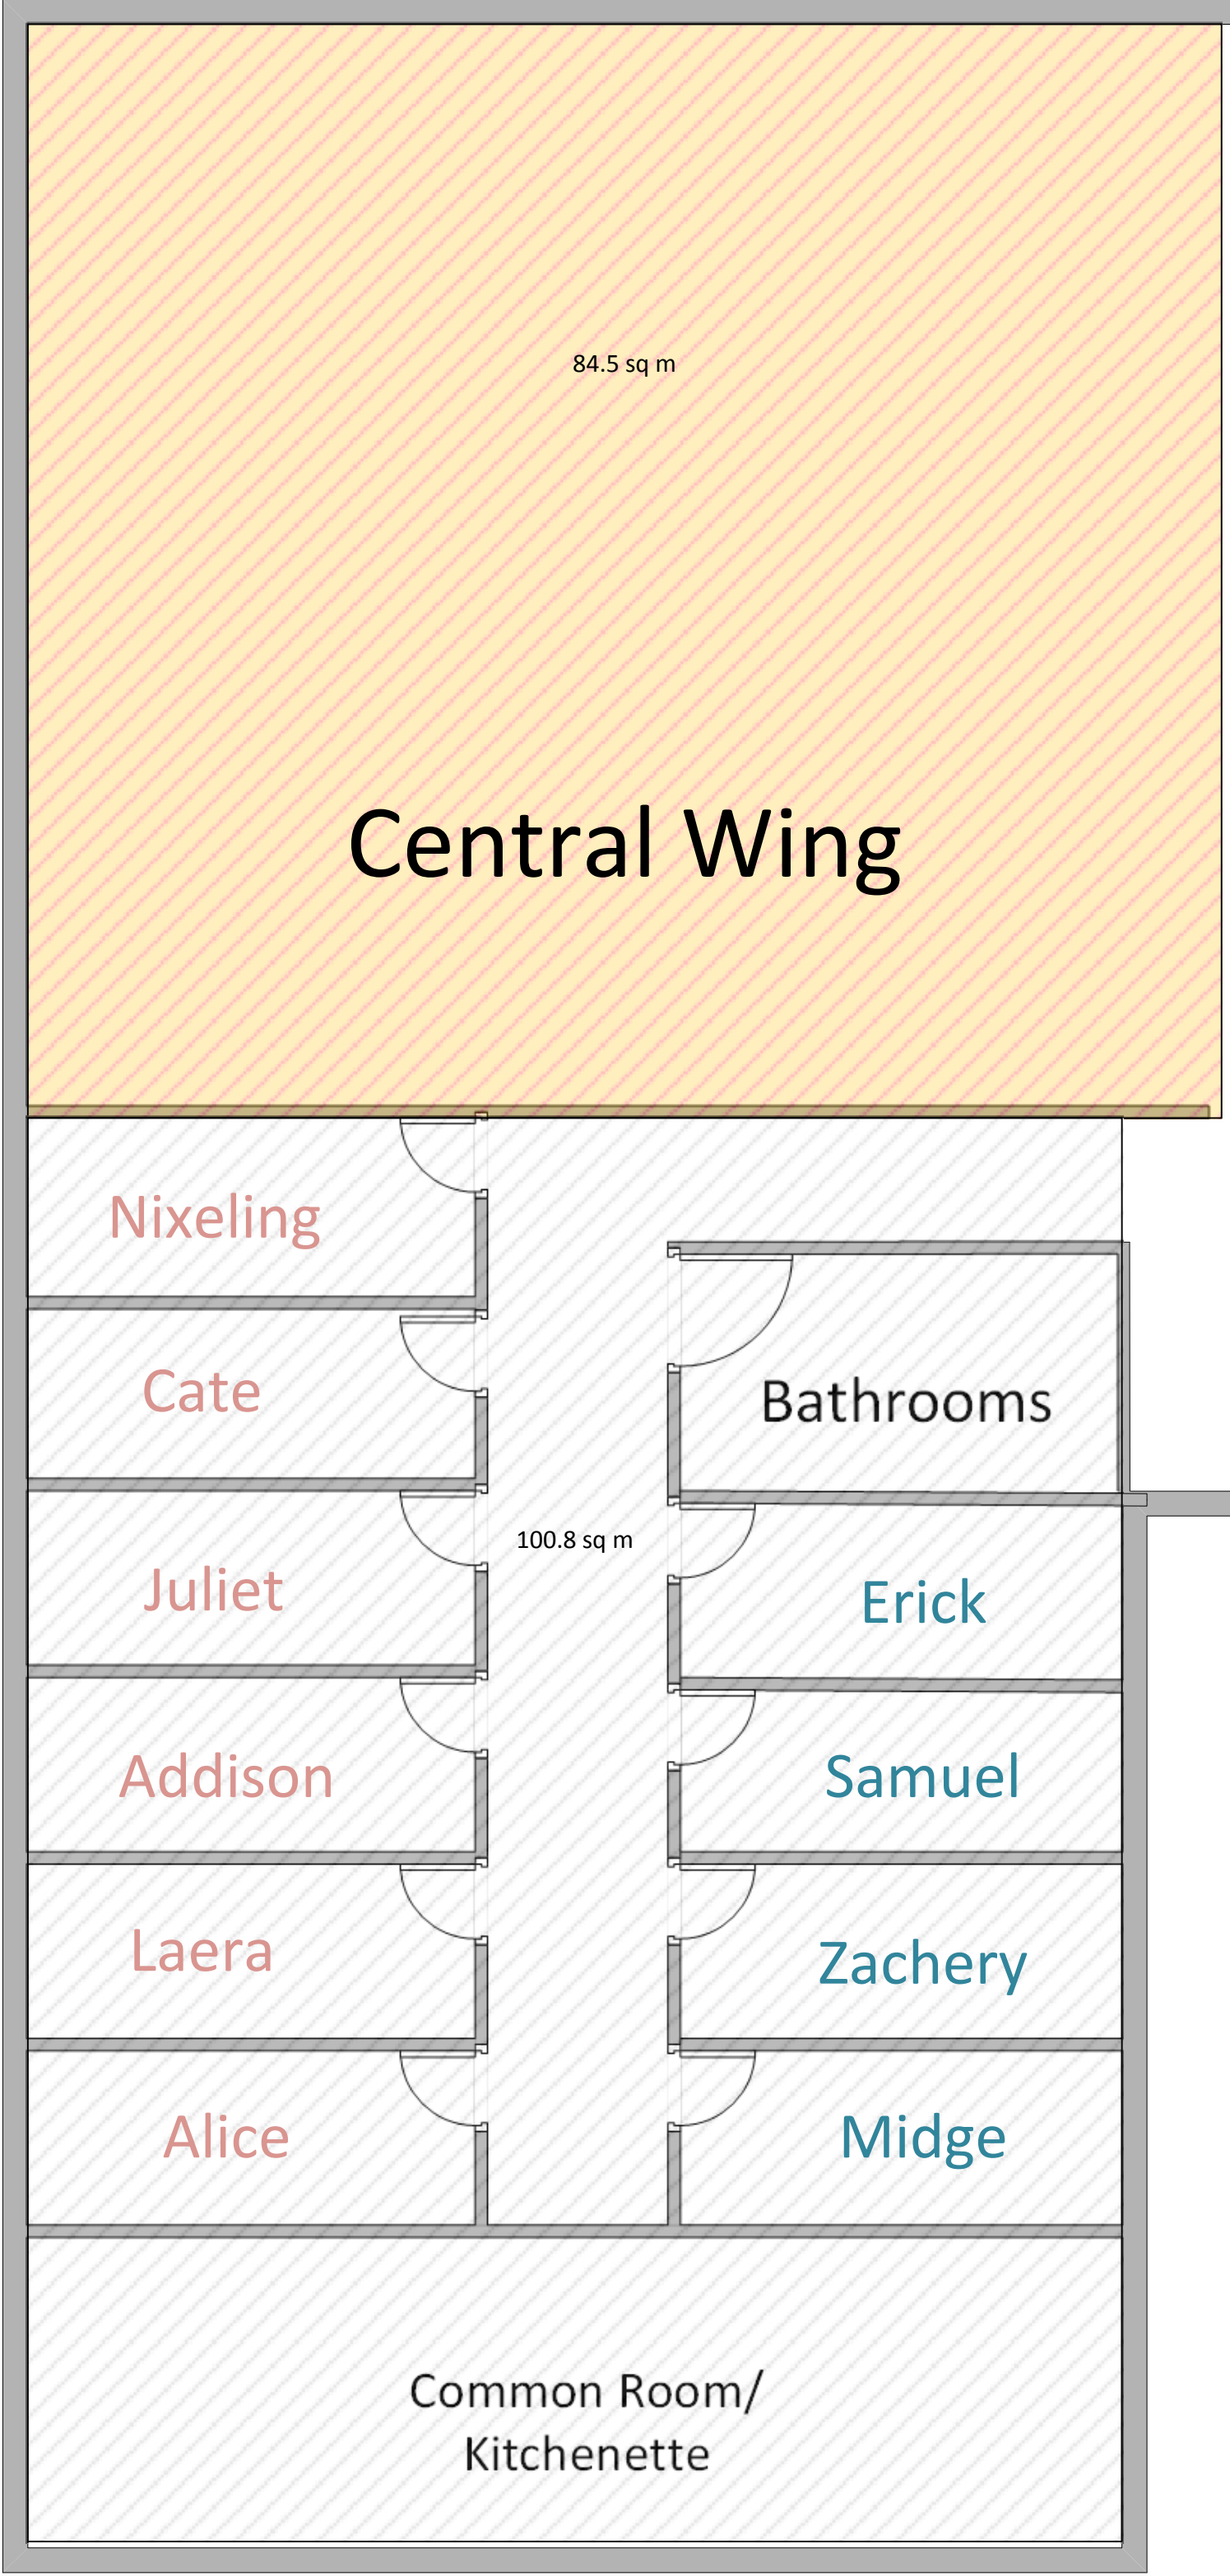 84.5 sq m
Central Wing
Nixeling
Cate
Bathrooms
100.8 sq m
Juliet
Erick
Addison
Samuel
Laera
Zachery
Alice
Midge
Common Room/
Kitchenette